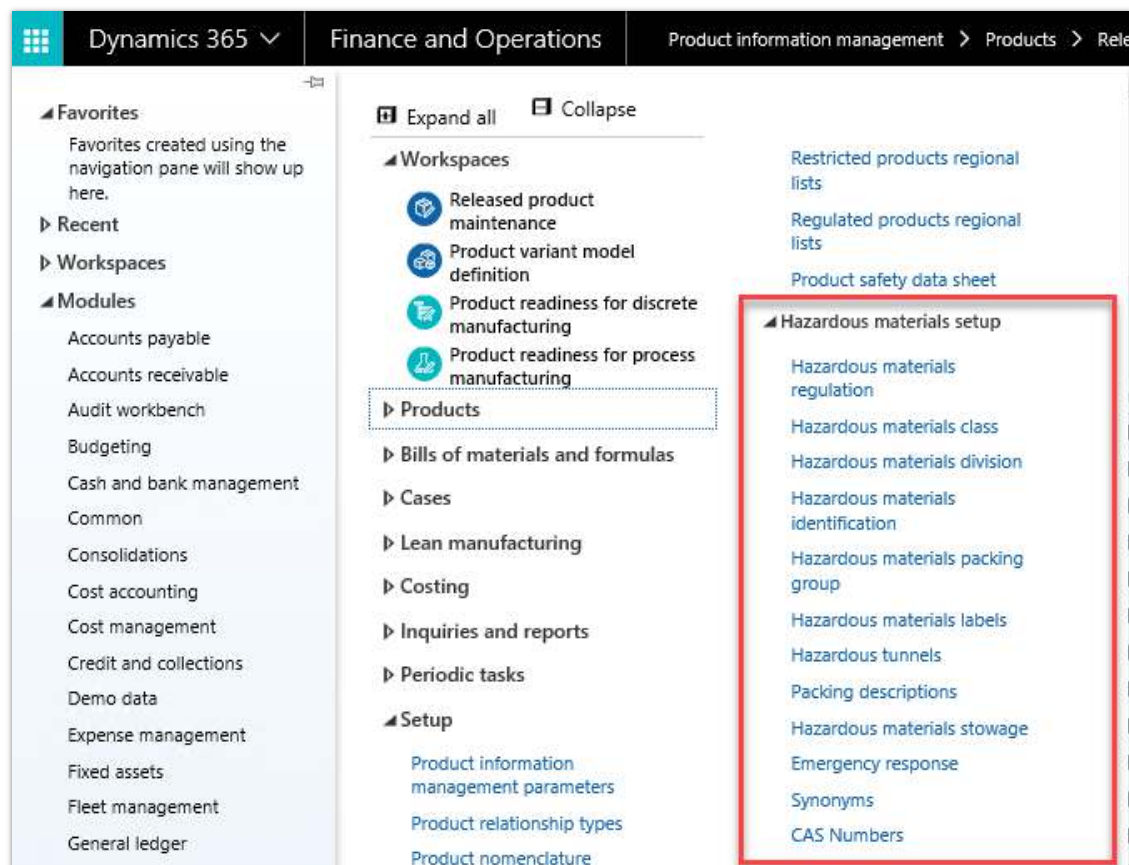 Dynamics 365
Finance and Operations
Product information management > Products > Rele
Favorites
Favorites created using the
navigation pane will show up
here.
Recent
Workspaces
Modules
Accounts payable
Accounts receivable
Audit workbench
Budgeting
Cash and bank management
Common
Consolidations
Cost accounting
Cost management
Credit and collections
Demo data
Expense management
Fixed assets
Fleet management
General ledger
Expand all
Collapse
Workspaces
Released product
maintenance
Product variant model
definition
Product readiness for discrete
manufacturing
Product readiness for process
manufacturing
Products
Bills of materials and formulas
Cases
Lean manufacturing
Costing
Inquiries and reports
Periodic tasks
Setup
Product information
management parameters
Product relationship types
Product nomenclature
Restricted products regional
lists
Regulated products regional
lists
Product safety data sheet
Hazardous materials setup
Hazardous materials
regulation
Hazardous materials class
Hazardous materials division
Hazardous materials
identification
Hazardous materials packing
group
Hazardous materials labels
Hazardous tunnels
Packing descriptions
Hazardous materials stowage
Emergency response
Synonyms
CAS Numbers